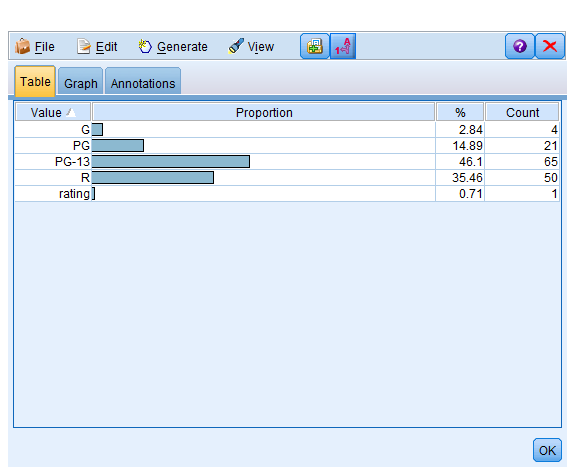 File Edit Generate View
Table Graph Annotations
Value Proportion % Count
G 2.84 4
PG 14.89 21
PG-13 46.1 65
R 35.46 50
rating 0.71 1
OK